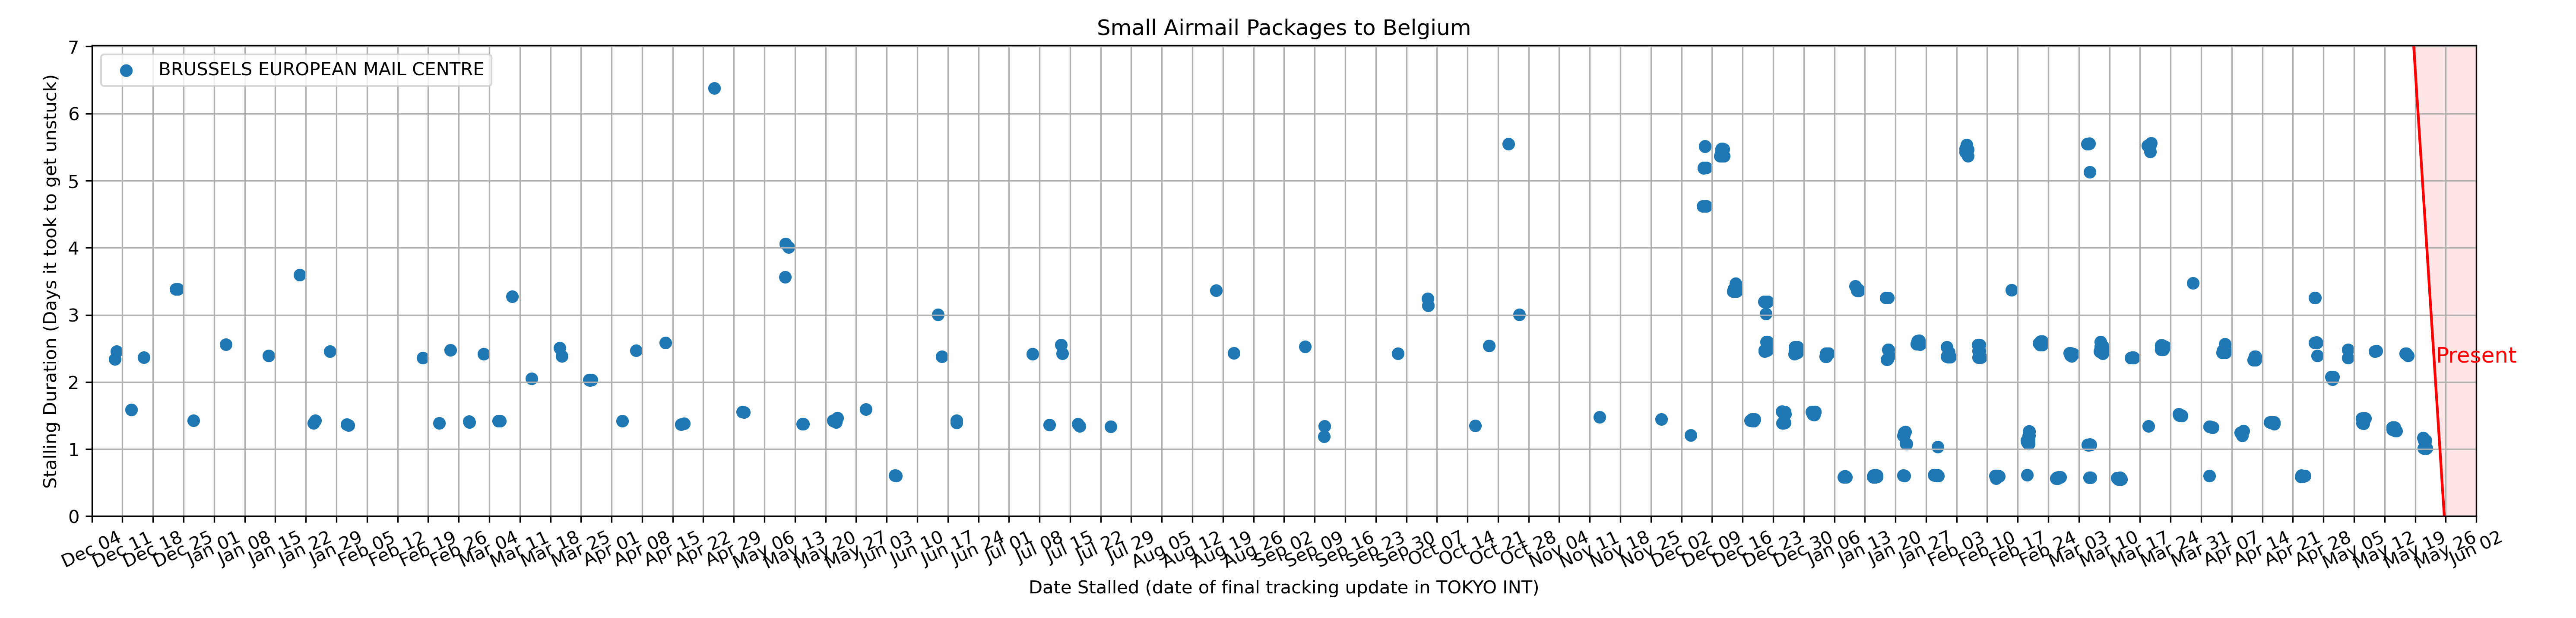 Small Airmail Packages to Belgium
BRUSSELS EUROPEAN MAIL CENTRE
Stalling Duration (Days it took to get unstuck)
7
6
5
4
3
2
1
0
Present
Dec 04 Dec 11 Dec 18 Dec 25 Jan 01 Jan 08 Jan 15 Jan 22 Jan 29 Feb 05 Feb 12 Feb 19 Feb 26 Mar 04 Mar 11 Mar 18 Mar 25 Apr 01 Apr 08 Apr 15 Apr 22 Apr 29 May 06 May 13 May 20 May 27 Jun 03 Jun 10 Jun 17 Jun 24 Jul 01 Jul 08 Jul 15 Jul 22 Jul 29 Aug 05 Aug 12 Aug 19 Aug 26 Sep 02 Sep 09 Sep 16 Sep 23 Sep 30 Oct 07 Oct 14 Oct 21 Oct 28 Nov 04 Nov 11 Nov 18 Nov 25 Dec 02 Dec 09 Dec 16 Dec 23 Dec 30 Jan 06 Jan 13 Jan 20 Jan 27 Feb 03 Feb 10 Feb 17 Feb 24 Mar 03 Mar 10 Mar 17 Mar 24 Mar 31 Apr 07 Apr 14 Apr 21 Apr 28 May 05 May 12 May 19 May 26 Jun 02
Date Stalled (date of final tracking update in TOKYO INT)